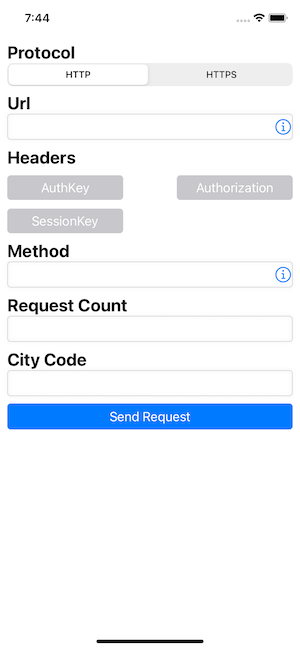 7:44
Protocol
HTTP HTTPS
Url
Headers
AuthKey Authorization
SessionKey
Method
Request Count
City Code
Send Request